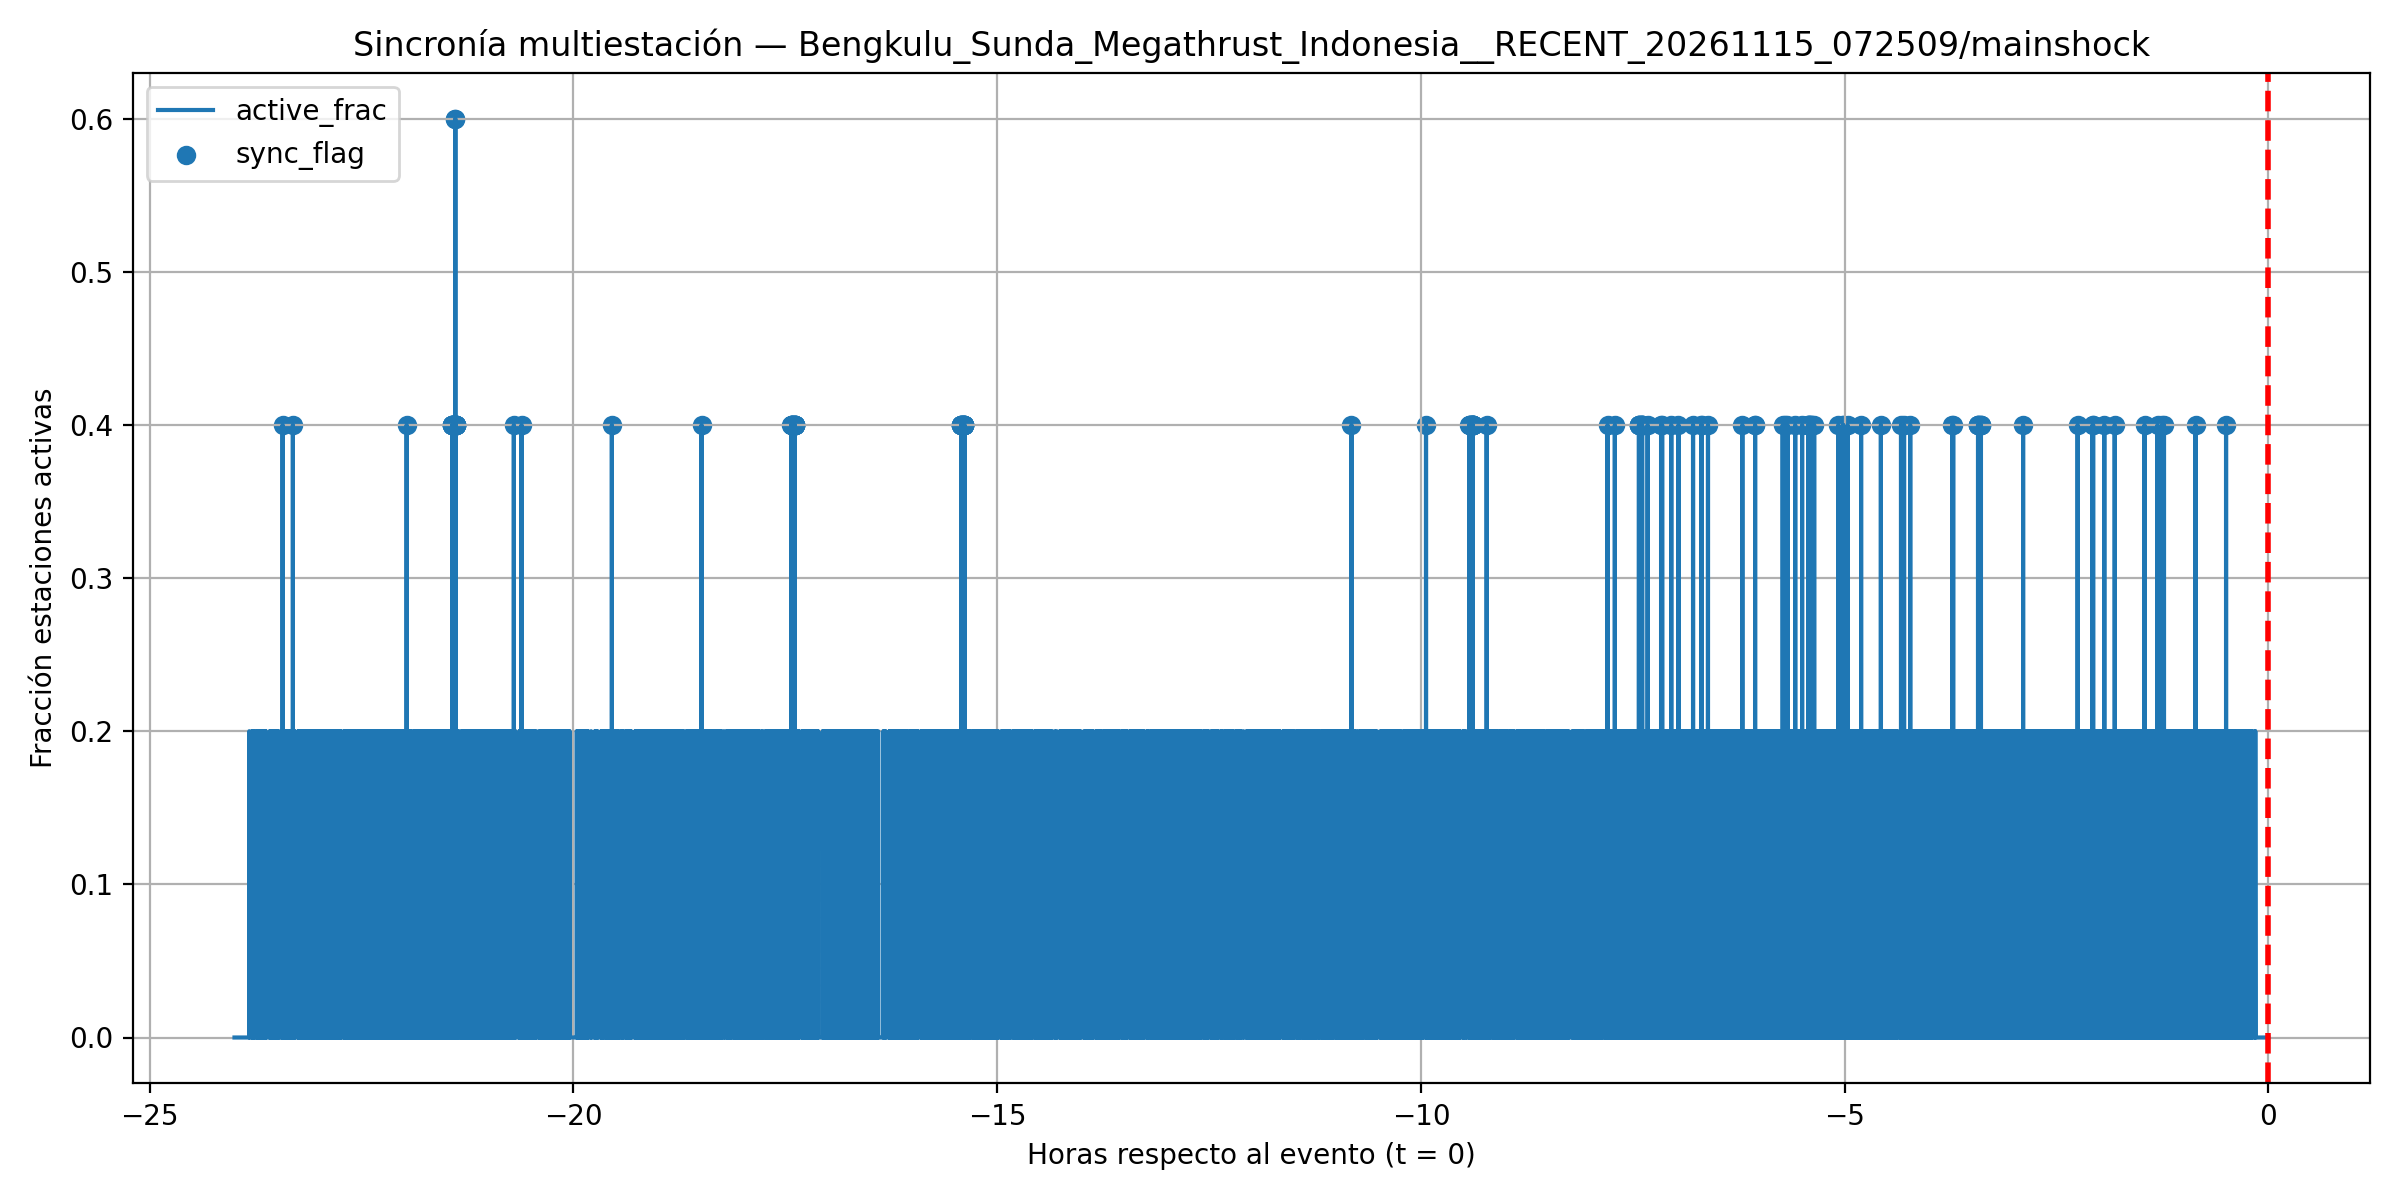 Sincronía multiestación — Bengkulu_Sunda_Megathrust_Indonesia__RECENT_20261115_072509/mainshock
active_frac
sync_flag
Fracción estaciones activas
0.6
0.5
0.4
0.3
0.2
0.1
0.0
−25 −20 −15 −10 −5 0
Horas respecto al evento (t = 0)